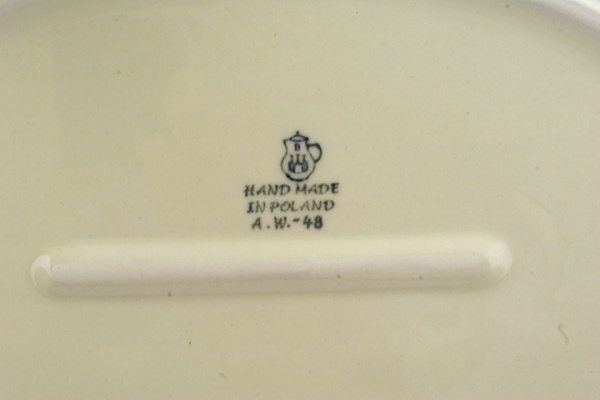 B
HAND MADE
IN POLAND
A.W.-48